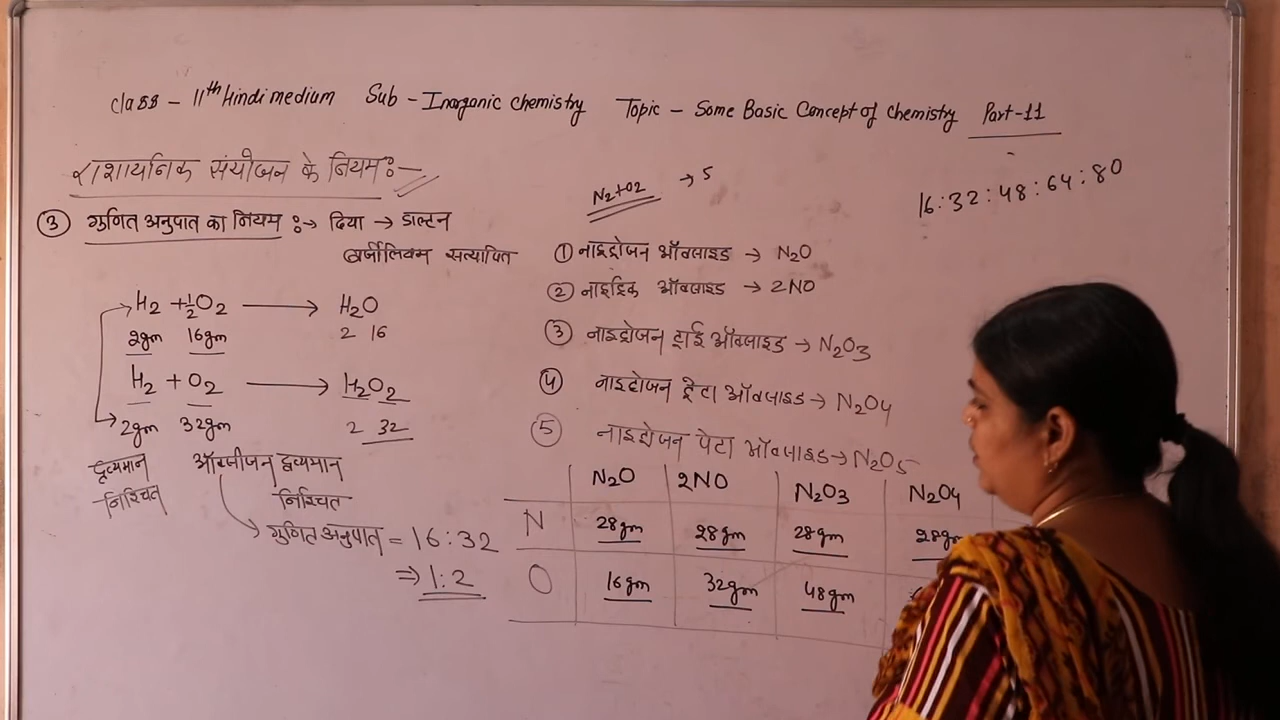 Class - 11th Hindi medium Sub - Inorganic Chemistry Topic - Some Basic Concept of Chemistry Part-11
राशायनिक संयोजन के नियम:-
③ गुणित अनुपात का नियम :→ दिया → डाल्टन
बर्जीलियम सत्यापित
H2 + 1/2 O2 → H2O
2gm 16gm 2 16
H2 + O2 → H2O2
2gm 32gm 2 32
द्रव्यमान ऑक्सीजन द्रव्यमान
निश्चित निश्चित
गुणित अनुपात = 16:32
⇒ 1:2
N2+O2 → 5
16:32:48:64:80
① नाइट्रोजन ऑक्साइड → N2O
② नाइट्रिक ऑक्साइड → 2NO
③ नाइट्रोजन ट्राई ऑक्साइड → N2O3
④ नाइट्रोजन ट्रेटा ऑक्साइड → N2O4
⑤ नाइट्रोजन पेंटा ऑक्साइड → N2O5
N2O 2NO N2O3 N2O4
N 28gm 28gm 28gm 28gm
O 16gm 32gm 48gm